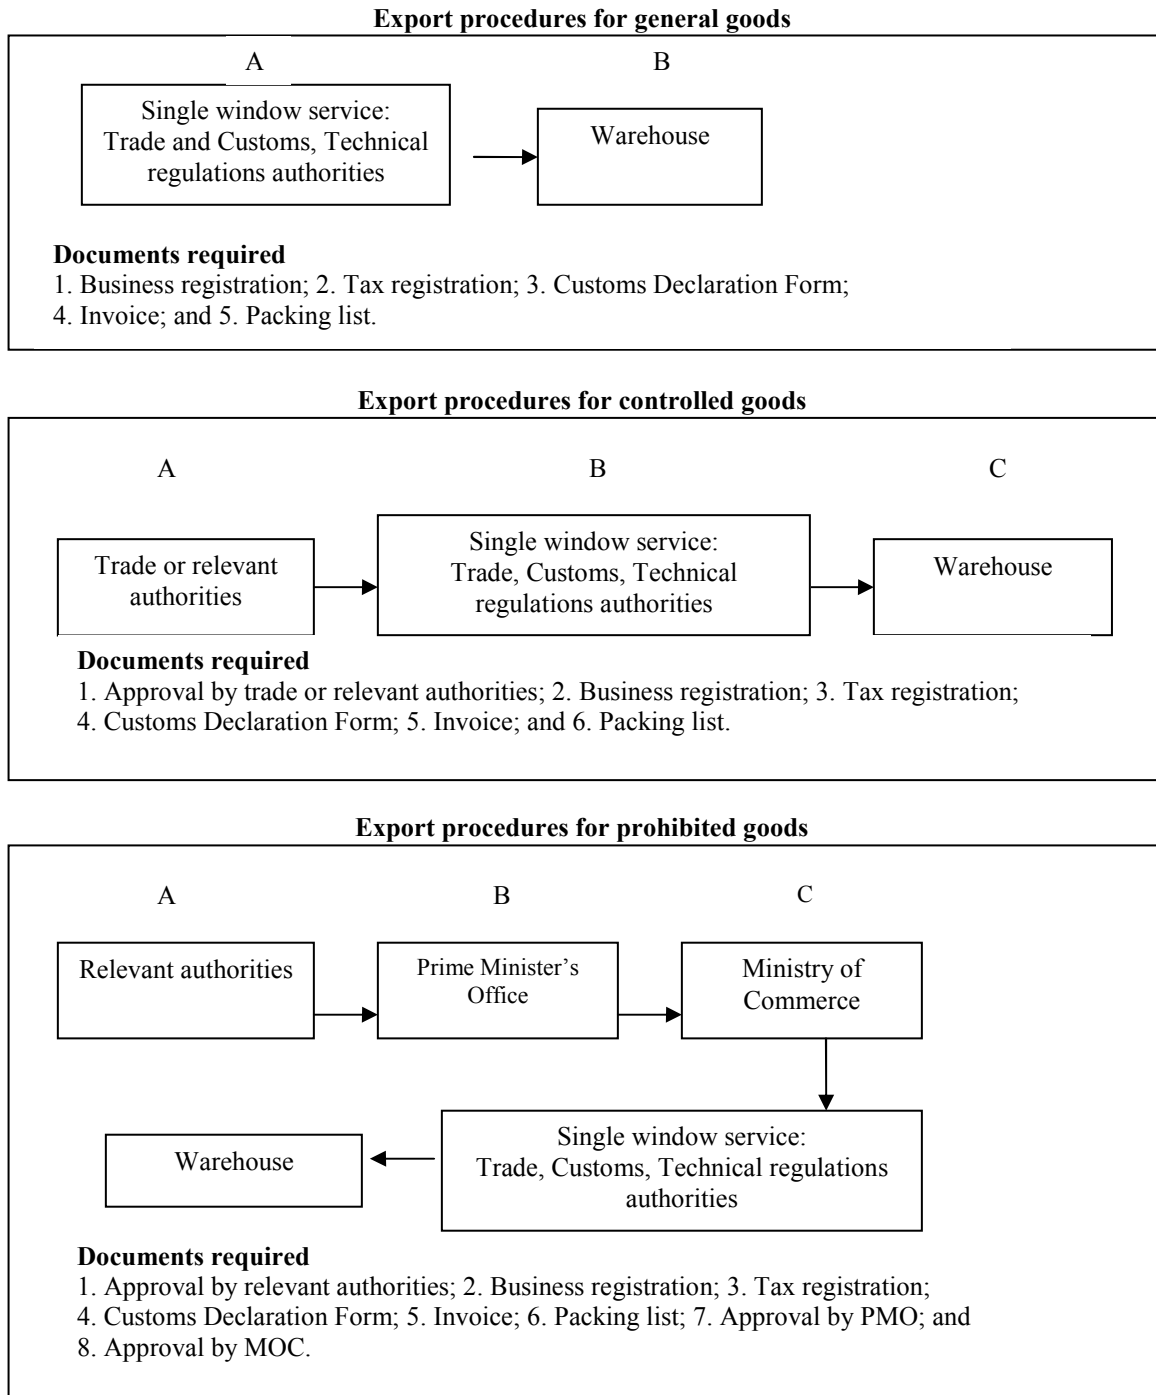 Export procedures for general goods
A
B
Single window service:
Trade and Customs, Technical
regulations authorities
Warehouse
Documents required
1. Business registration; 2. Tax registration; 3. Customs Declaration Form;
4. Invoice; and 5. Packing list.
Export procedures for controlled goods
A
B
C
Trade or relevant
authorities
Single window service:
Trade, Customs, Technical
regulations authorities
Warehouse
Documents required
1. Approval by trade or relevant authorities; 2. Business registration; 3. Tax registration;
4. Customs Declaration Form; 5. Invoice; and 6. Packing list.
Export procedures for prohibited goods
A
B
C
Relevant authorities
Prime Minister’s
Office
Ministry of
Commerce
Warehouse
Single window service:
Trade, Customs, Technical regulations
authorities
Documents required
1. Approval by relevant authorities; 2. Business registration; 3. Tax registration;
4. Customs Declaration Form; 5. Invoice; 6. Packing list; 7. Approval by PMO; and
8. Approval by MOC.